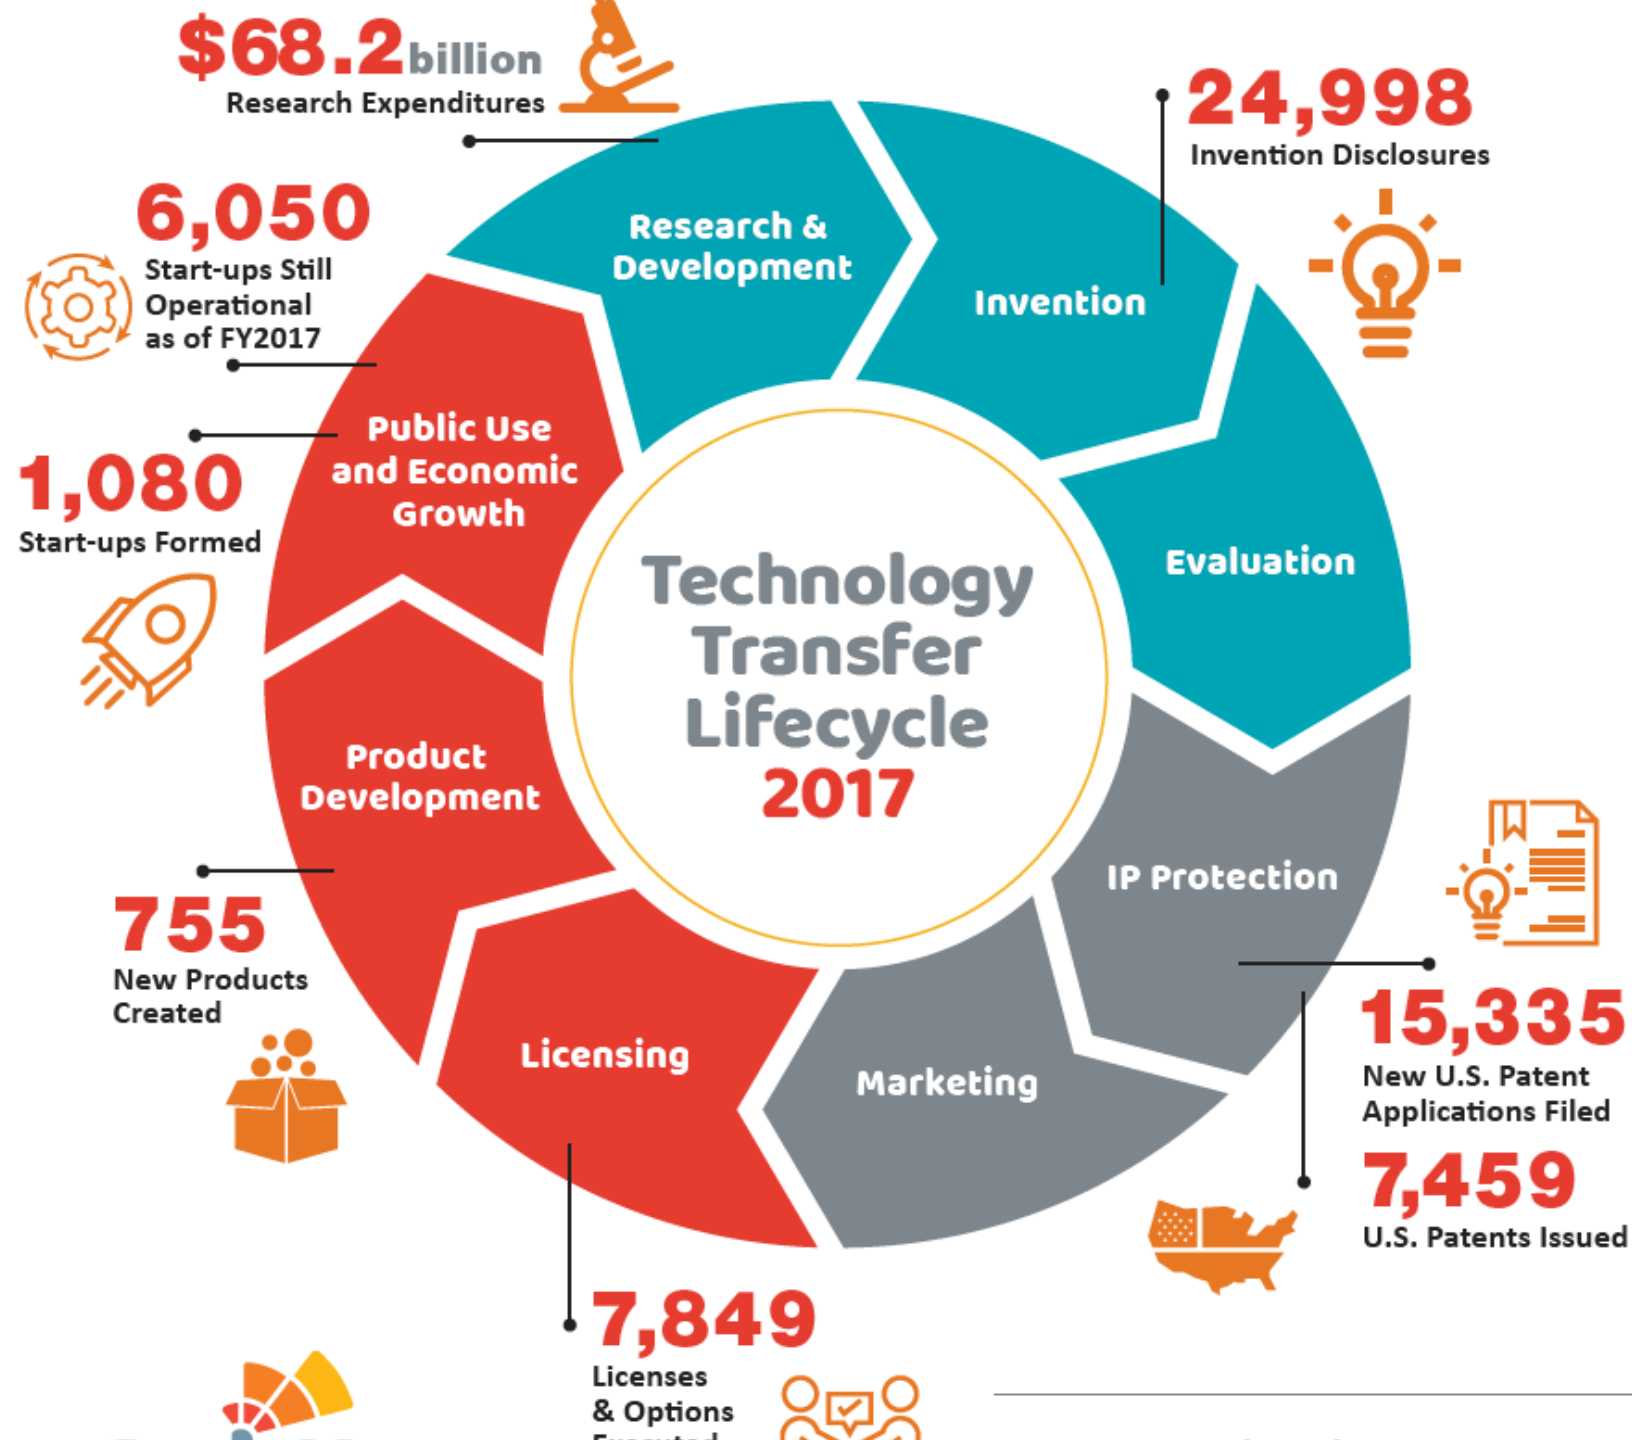 $68.2 billion
Research Expenditures
24,998
Invention Disclosures
6,050
Start-ups Still
Operational
as of FY2017
1,080
Start-ups Formed
Research &
Development
Invention
Evaluation
IP Protection
Marketing
Licensing
Product
Development
Public Use
and Economic
Growth
Technology
Transfer
Lifecycle
2017
755
New Products
Created
15,335
New U.S. Patent
Applications Filed
7,459
U.S. Patents Issued
7,849
Licenses
& Options